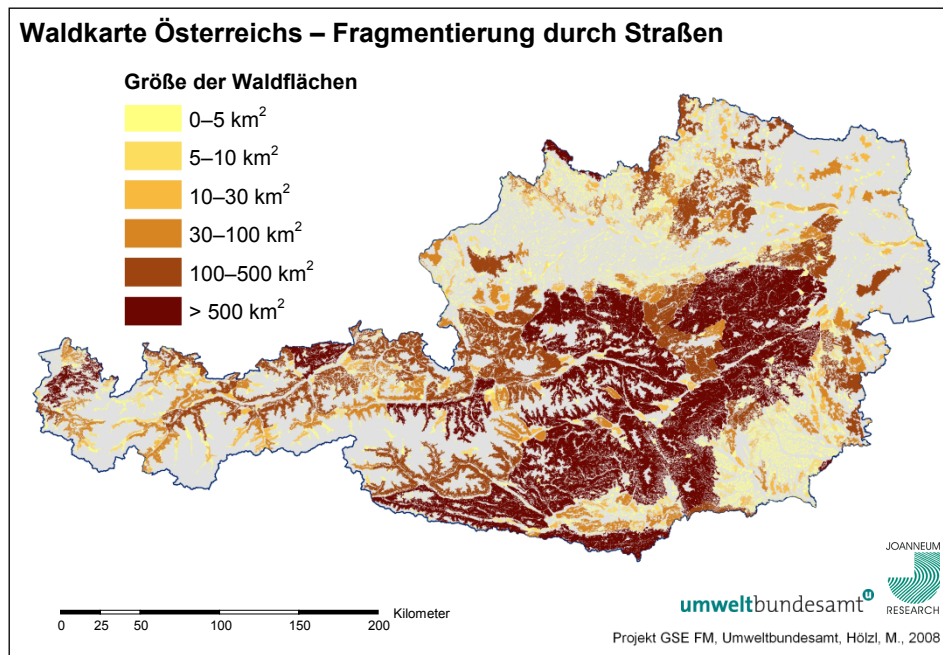 Waldkarte Österreichs – Fragmentierung durch Straßen
Größe der Waldflächen
0–5 km²
5–10 km²
10–30 km²
30–100 km²
100–500 km²
> 500 km²
0 25 50 100 150 200 Kilometer
umweltbundesamt u
JOANNEUM
RESEARCH
Projekt GSE FM, Umweltbundesamt, Hölzl, M., 2008